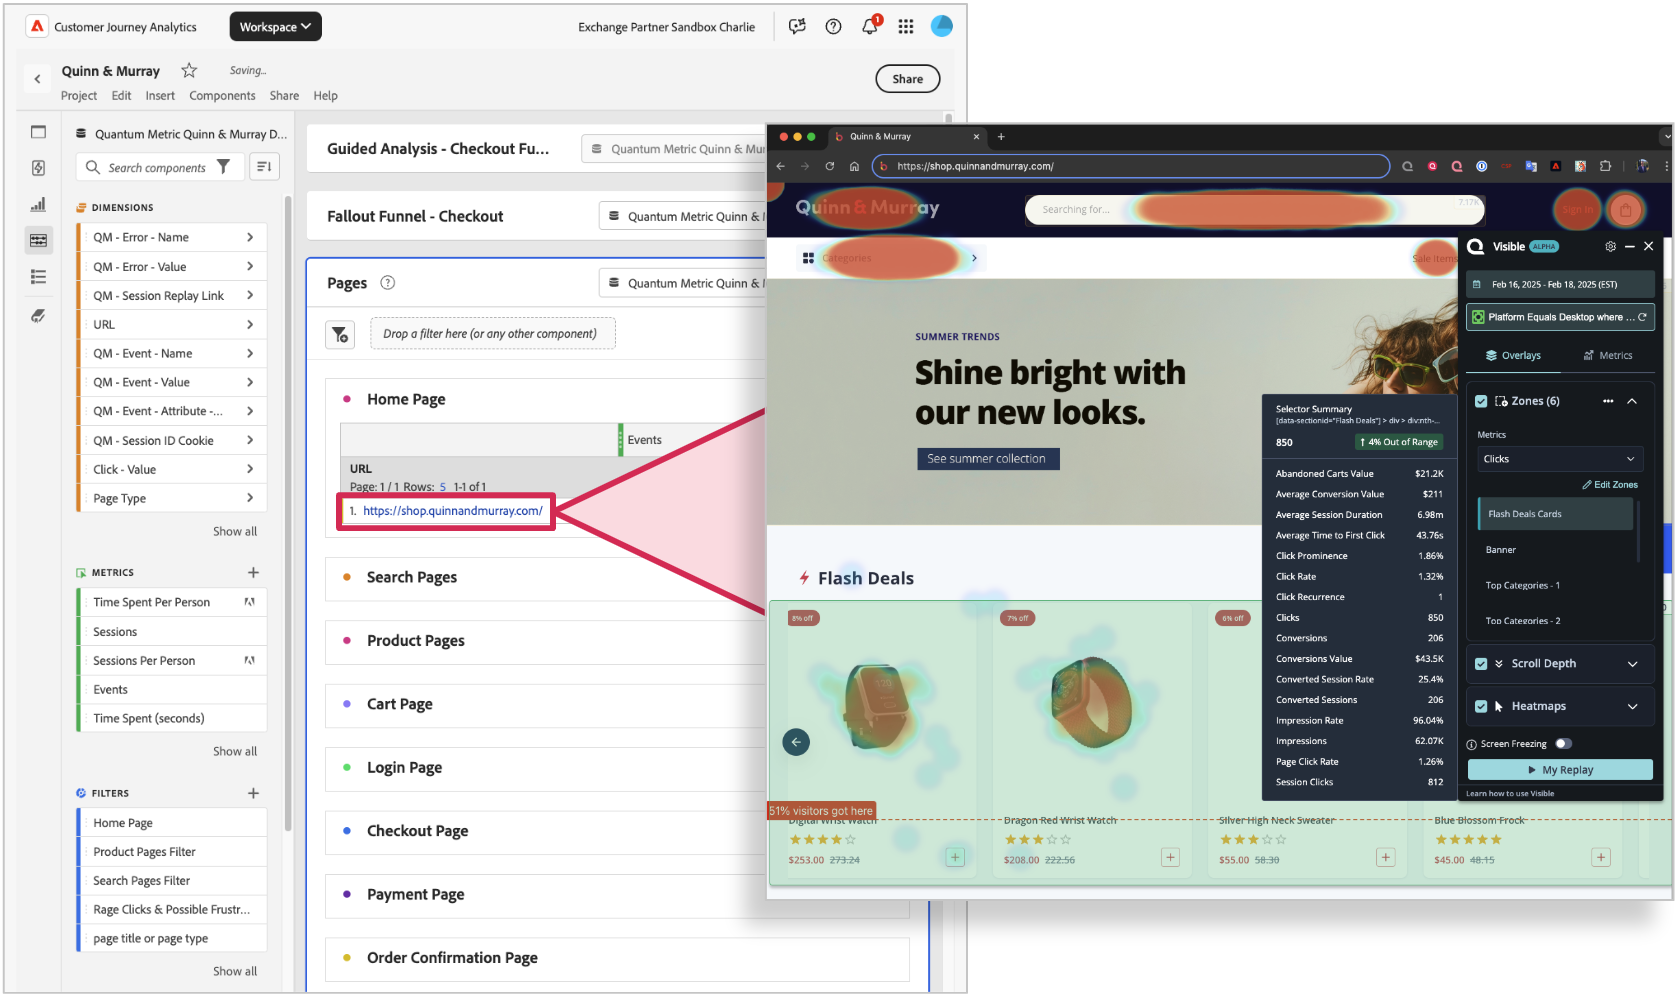 Customer Journey Analytics
Workspace
Exchange Partner Sandbox Charlie
1
Quinn & Murray
Saving...
Share
Project Edit Insert Components Share Help
Quantum Metric Quinn & Murray D...
Search components
DIMENSIONS
QM - Error - Name
QM - Error - Value
QM - Session Replay Link
URL
QM - Event - Name
QM - Event - Value
QM - Event - Attribute -...
QM - Session ID Cookie
Click - Value
Page Type
Show all
METRICS
Time Spent Per Person
Sessions
Sessions Per Person
Events
Time Spent (seconds)
Show all
FILTERS
Home Page
Product Pages Filter
Search Pages Filter
Rage Clicks & Possible Frustr...
page title or page type
Show all
Guided Analysis - Checkout Fu...
Quantum Metric Quinn & Mu
Fallout Funnel - Checkout
Quantum Metric Quinn &
Pages
Quantum Metric Quinn &
Drop a filter here (or any other component)
Home Page
Events
URL
Page: 1 / 1 Rows: 5 1-1 of 1
1. https://shop.quinnandmurray.com/
Search Pages
Product Pages
Cart Page
Login Page
Checkout Page
Payment Page
Order Confirmation Page
Quinn & Murray
https://shop.quinnandmurray.com/
Quinn & Murray
Searching for...
7.17K
Sign in
Categories
Sale items
SUMMER TRENDS
Shine bright with
our new looks.
See summer collection
Flash Deals
8% off
7% off
6% off
51% visitors got here
Digital Wrist Watch
$253.00 273.24
Dragon Red Wrist Watch
$208.00 222.56
Silver High Neck Sweater
$55.00 58.30
Blue Blossom Frock
$45.00 48.15
Selector Summary
[data-sectionid="Flash Deals"] > div > div:nth-...
850
↑ 4% Out of Range
Abandoned Carts Value $21.2K
Average Conversion Value $211
Average Session Duration 6.98m
Average Time to First Click 43.76s
Click Prominence 1.86%
Click Rate 1.32%
Click Recurrence 1
Clicks 850
Conversions 206
Conversions Value $43.5K
Converted Session Rate 25.4%
Converted Sessions 206
Impression Rate 96.04%
Impressions 62.07K
Page Click Rate 1.26%
Session Clicks 812
Visible ALPHA
Feb 16, 2025 - Feb 18, 2025 (EST)
Platform Equals Desktop where ...
Overlays Metrics
Zones (6)
Metrics
Clicks
Edit Zones
Flash Deals Cards
Banner
Top Categories - 1
Top Categories - 2
Scroll Depth
Heatmaps
Screen Freezing
My Replay
Learn how to use Visible